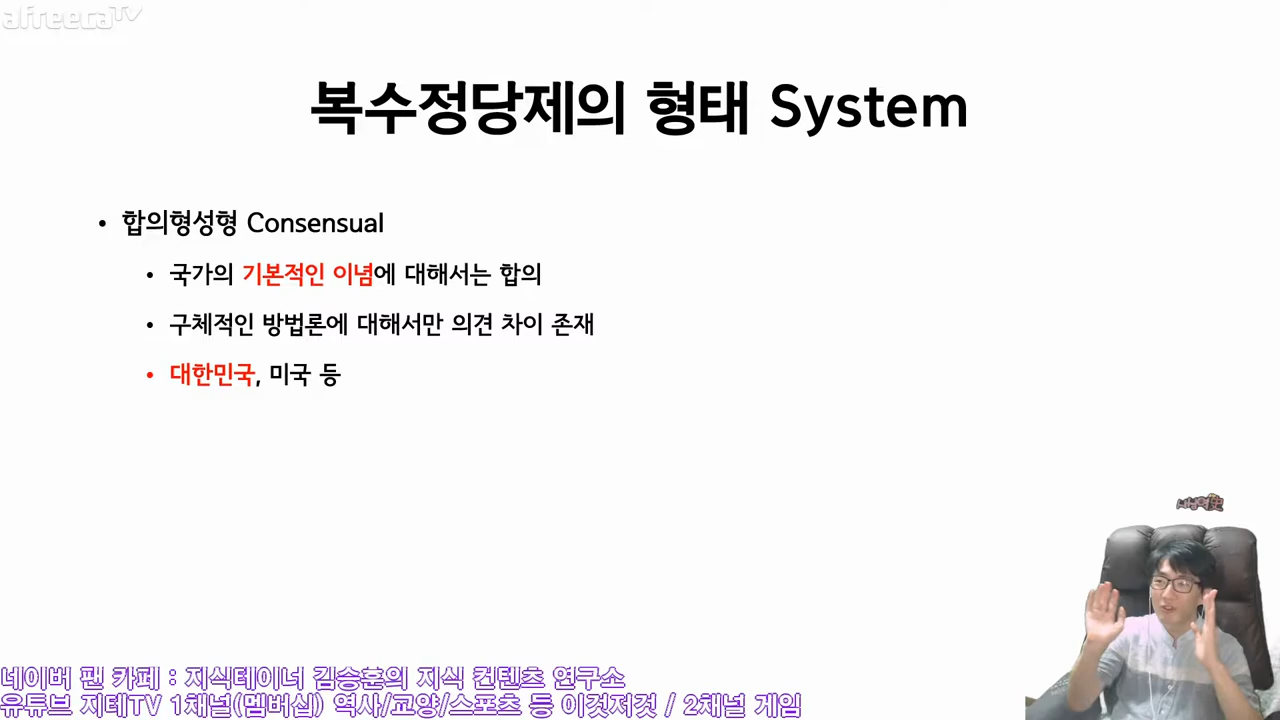 afreecaTV
복수정당제의 형태 System
• 합의형성형 Consensual
• 국가의 기본적인 이념에 대해서는 합의
• 구체적인 방법론에 대해서만 의견 차이 존재
• 대한민국, 미국 등
네이버 팬 카페 : 지식테이너 김승훈의 지식 컨텐츠 연구소
유튜브 지테TV 1채널(멤버십) 역사/교양/스포츠 등 이것저것 / 2채널 게임